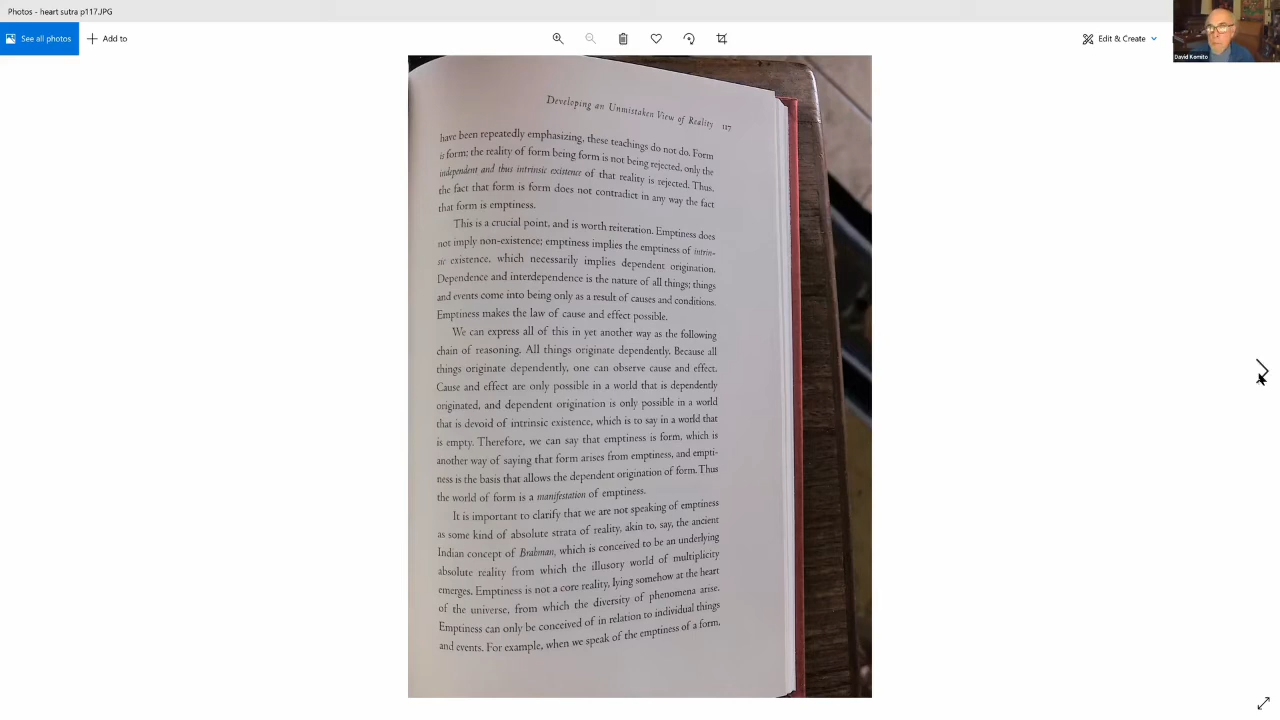 Photos - heart sutra p117.JPG
See all photos
Add to
Edit & Create
David Komito
Developing an Unmistaken View of Reality 117
have been repeatedly emphasizing, these teachings do not do. Form
is form; the reality of form being form is not being rejected, only the
independent and thus intrinsic existence of that reality is rejected. Thus,
the fact that form is form does not contradict in any way the fact
that form is emptiness.
This is a crucial point, and is worth reiteration. Emptiness does
not imply non-existence; emptiness implies the emptiness of intrin-
sic existence, which necessarily implies dependent origination.
Dependence and interdependence is the nature of all things; things
and events come into being only as a result of causes and conditions.
Emptiness makes the law of cause and effect possible.
We can express all of this in yet another way as the following
chain of reasoning. All things originate dependently. Because all
things originate dependently, one can observe cause and effect.
Cause and effect are only possible in a world that is dependently
originated, and dependent origination is only possible in a world
that is devoid of intrinsic existence, which is to say in a world that
is empty. Therefore, we can say that emptiness is form, which is
another way of saying that form arises from emptiness, and empti-
ness is the basis that allows the dependent origination of form. Thus
the world of form is a manifestation of emptiness.
It is important to clarify that we are not speaking of emptiness
as some kind of absolute strata of reality, akin to, say, the ancient
Indian concept of Brahman, which is conceived to be an underlying
absolute reality from which the illusory world of multiplicity
emerges. Emptiness is not a core reality, lying somehow at the heart
of the universe, from which the diversity of phenomena arise.
Emptiness can only be conceived of in relation to individual things
and events. For example, when we speak of the emptiness of a form,